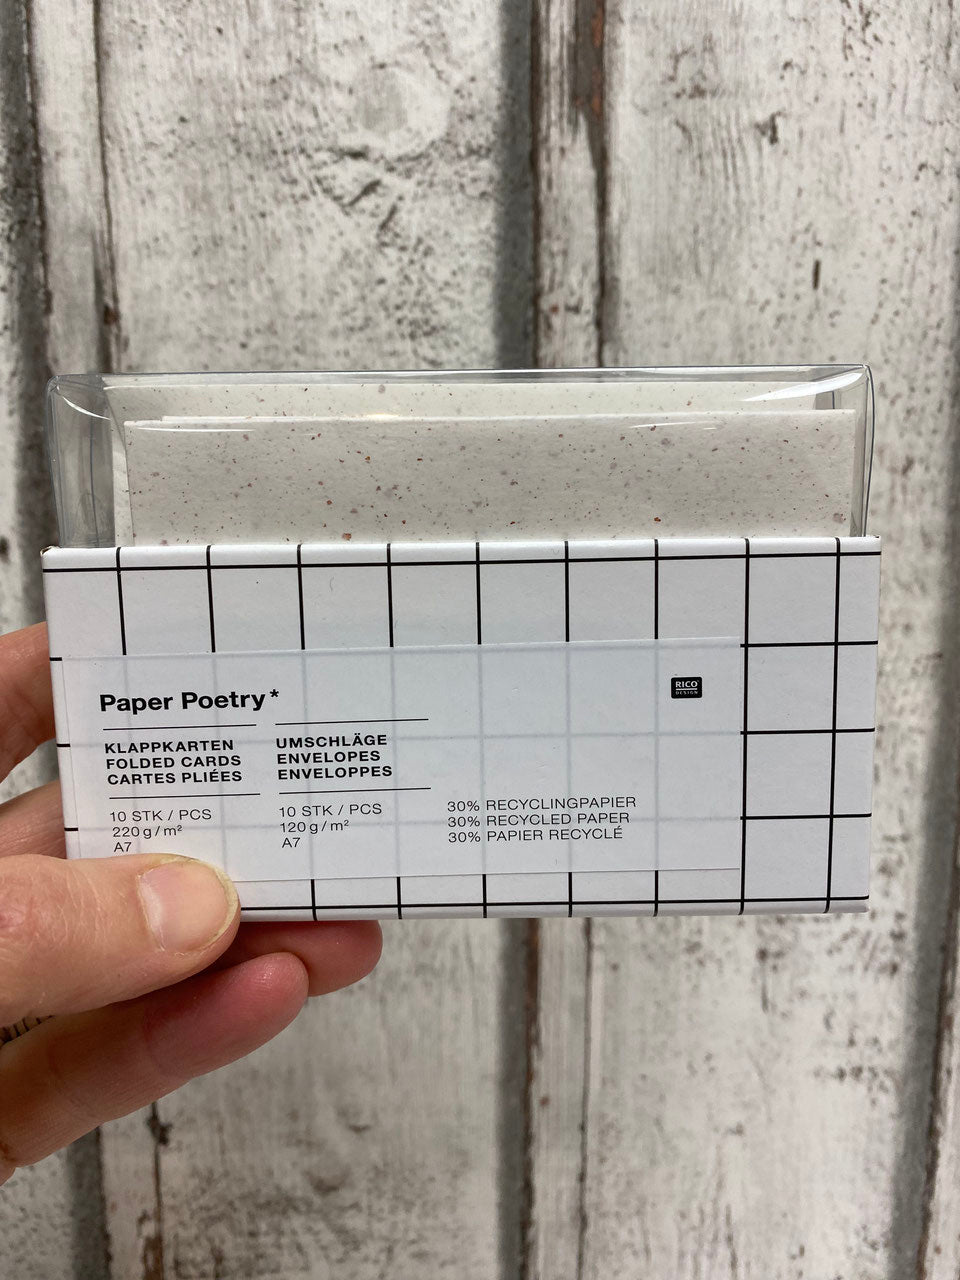 Paper Poetry*
RICO
DESIGN
KLAPPKARTEN
FOLDED CARDS
CARTES PLIÉES
10 STK / PCS
220 g/m²
A7
UMSCHLÄGE
ENVELOPES
ENVELOPPES
10 STK / PCS
120 g/m²
A7
30% RECYCLINGPAPIER
30% RECYCLED PAPER
30% PAPIER RECYCLÉ